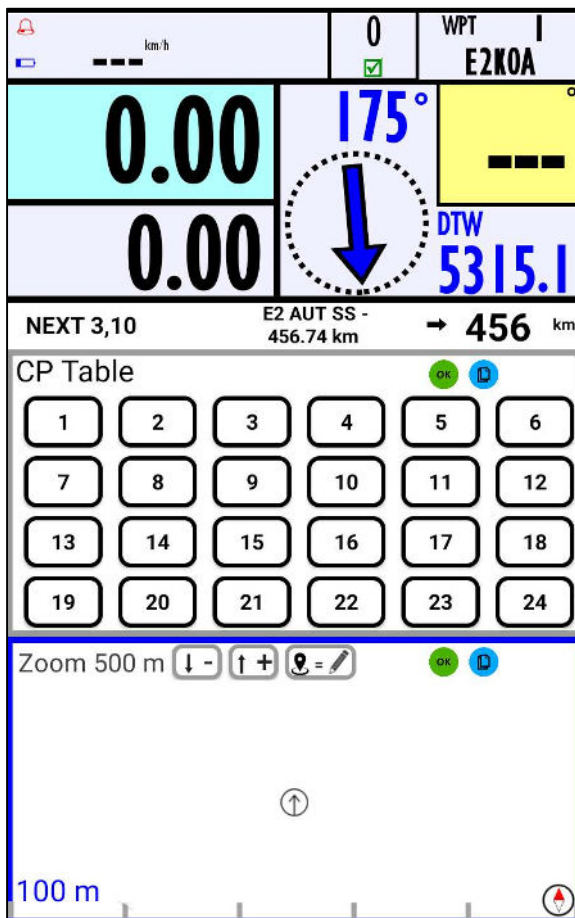 km/h
---
0
WPT 1
E2K0A
0.00
175°
°
---
0.00
DTW
5315.1
NEXT 3,10
E2 AUT SS -
456.74 km
→ 456 km
CP Table
OK
1 2 3 4 5 6
7 8 9 10 11 12
13 14 15 16 17 18
19 20 21 22 23 24
Zoom 500 m ↓ - ↑ + =
OK
100 m